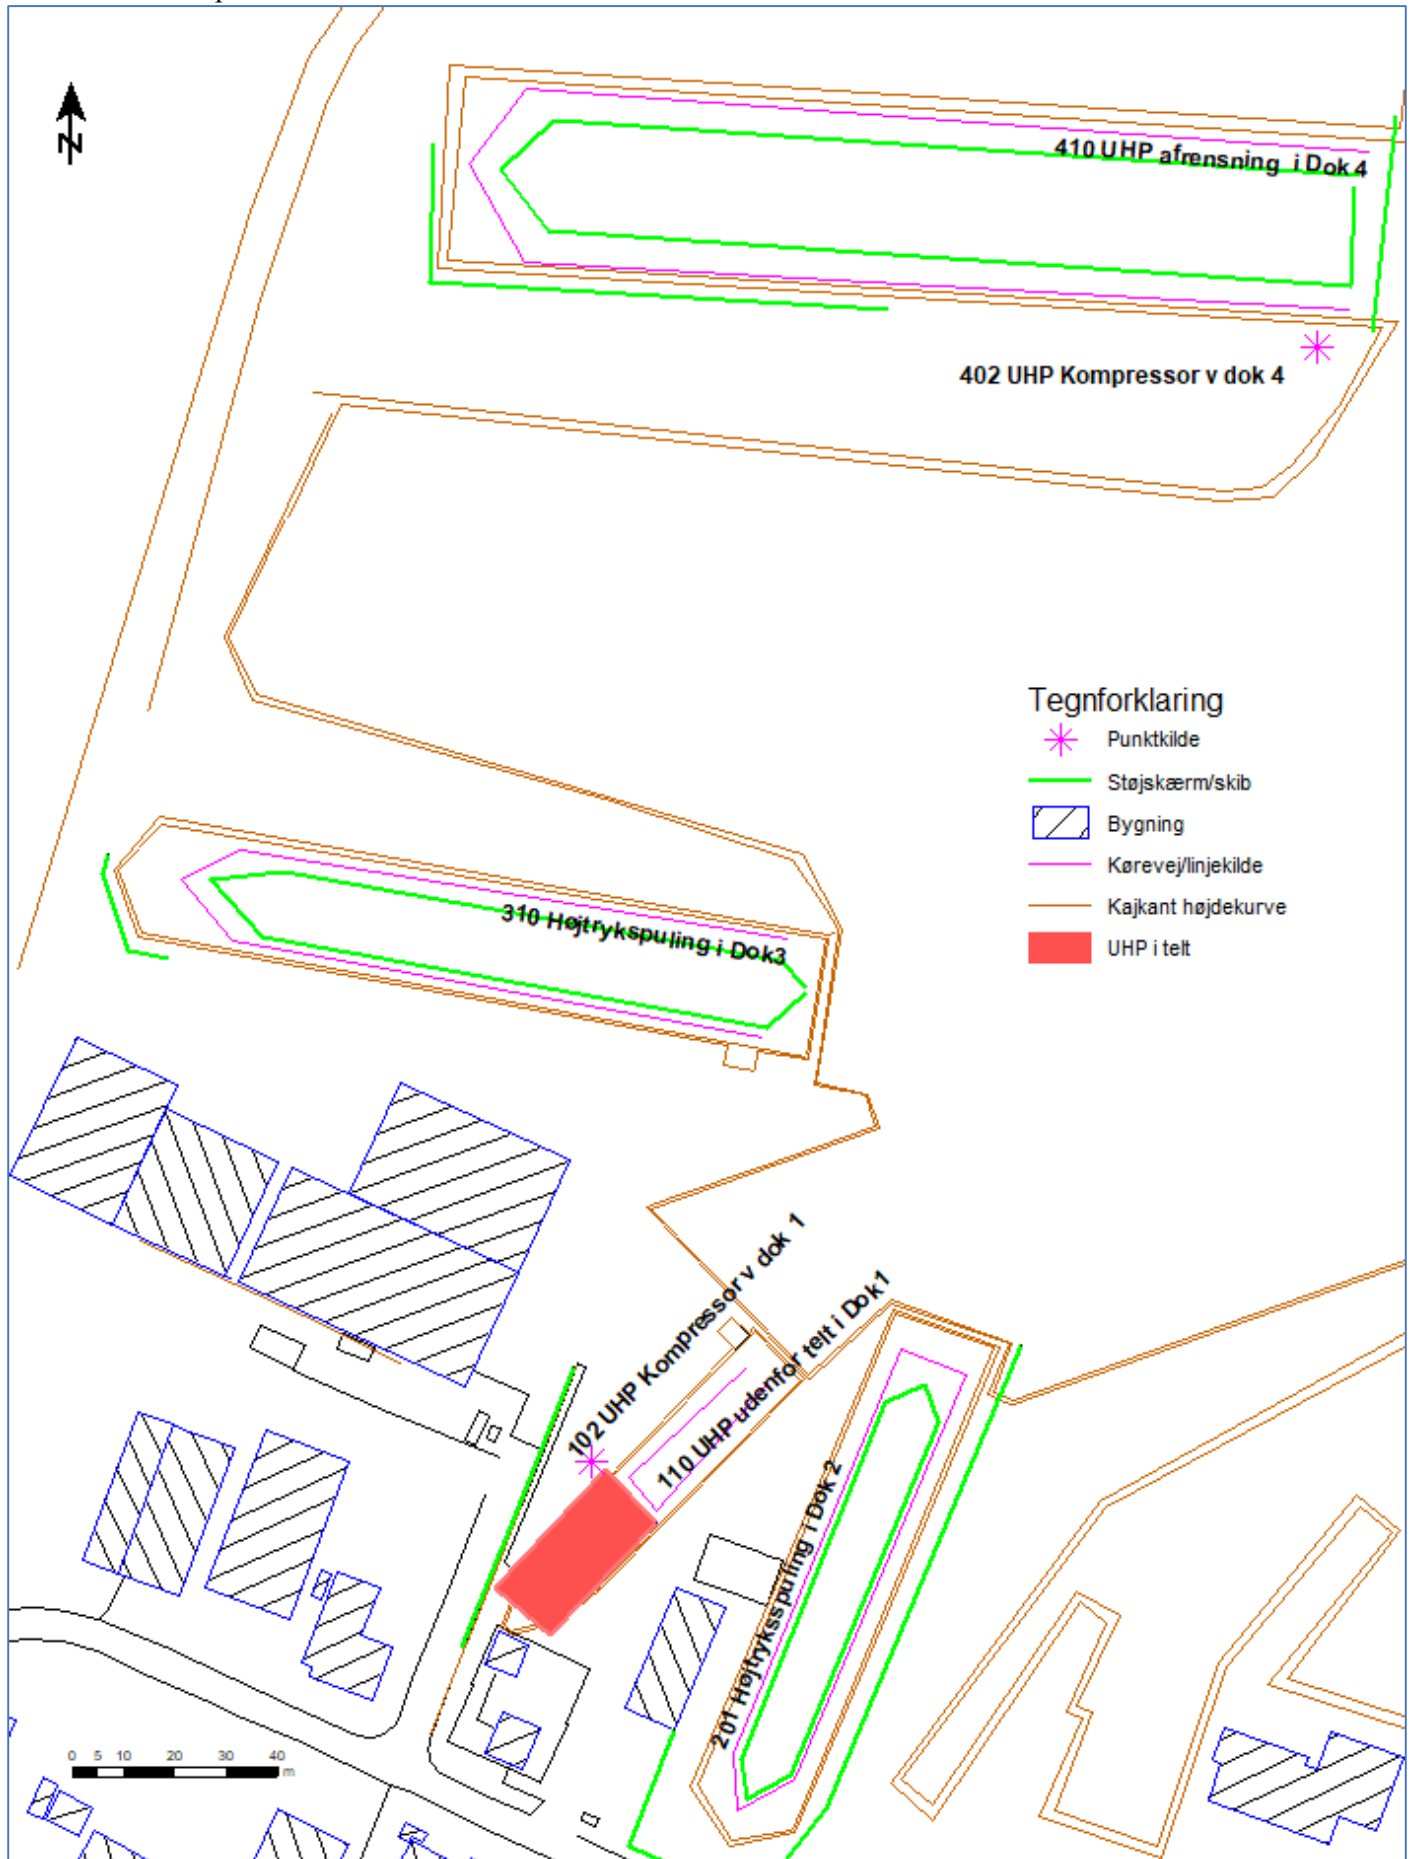 410 UHP afrensning i Dok 4
402 UHP Kompressor v dok 4
Tegnforklaring
Punktkilde
Støjskærm/skib
Bygning
Kørevej/linjekilde
Kajkant højdekurve
UHP i telt
310 Højtrykspuling i Dok3
102 UHP Kompressor v dok 1
110 UHP udenfor telt i Dok1
201 Højtryksspuling i Dok 2
0 5 10 20 30 40
m